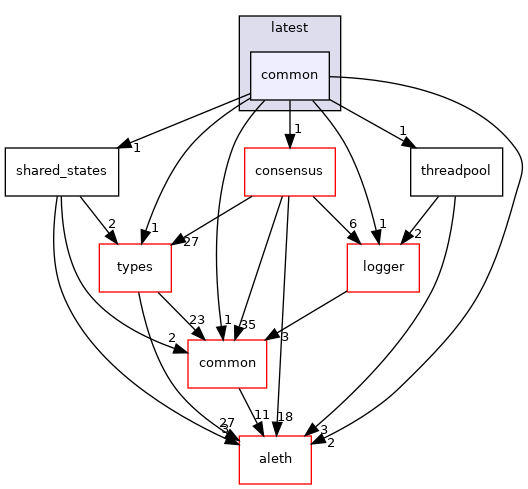 latest
common
1
1
1
shared_states
consensus
threadpool
2
1
27
6
1
2
types
logger
23
1
35
2
3
common
11
18
27
3
3
2
aleth